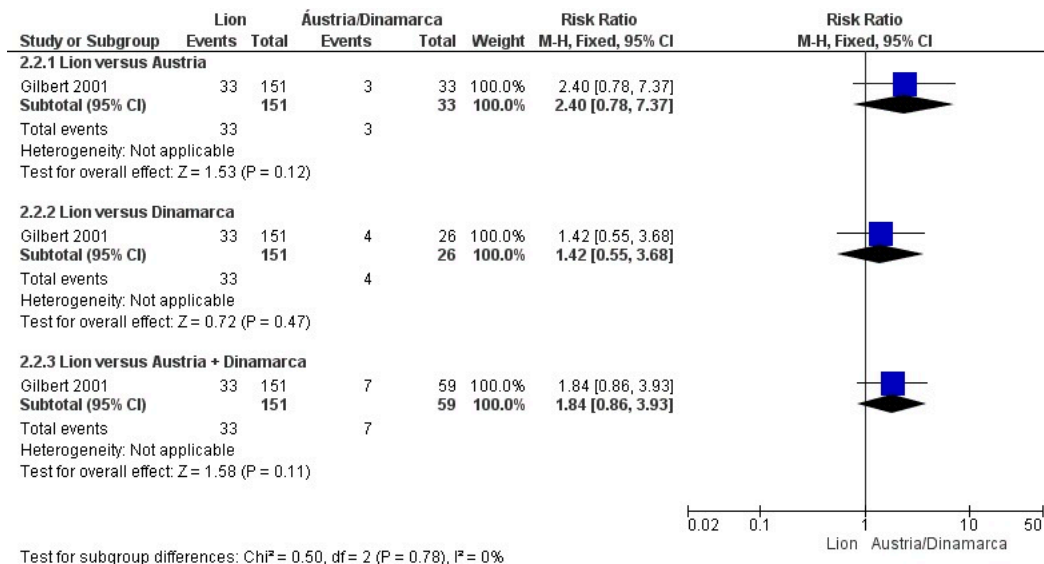 Lion Áustria/Dinamarca Risk Ratio Risk Ratio
Study or Subgroup Events Total Events Total Weight M-H, Fixed, 95% CI M-H, Fixed, 95% CI
2.2.1 Lion versus Austria
Gilbert 2001 33 151 3 33 100.0% 2.40 [0.78, 7.37]
Subtotal (95% CI) 151 33 100.0% 2.40 [0.78, 7.37]
Total events 33 3
Heterogeneity: Not applicable
Test for overall effect: Z = 1.53 (P = 0.12)
2.2.2 Lion versus Dinamarca
Gilbert 2001 33 151 4 26 100.0% 1.42 [0.55, 3.68]
Subtotal (95% CI) 151 26 100.0% 1.42 [0.55, 3.68]
Total events 33 4
Heterogeneity: Not applicable
Test for overall effect: Z = 0.72 (P = 0.47)
2.2.3 Lion versus Austria + Dinamarca
Gilbert 2001 33 151 7 59 100.0% 1.84 [0.86, 3.93]
Subtotal (95% CI) 151 59 100.0% 1.84 [0.86, 3.93]
Total events 33 7
Heterogeneity: Not applicable
Test for overall effect: Z = 1.58 (P = 0.11)
0.02 0.1 1 10 50
Lion Austria/Dinamarca
Test for subgroup differences: Chi² = 0.50, df = 2 (P = 0.78), I² = 0%